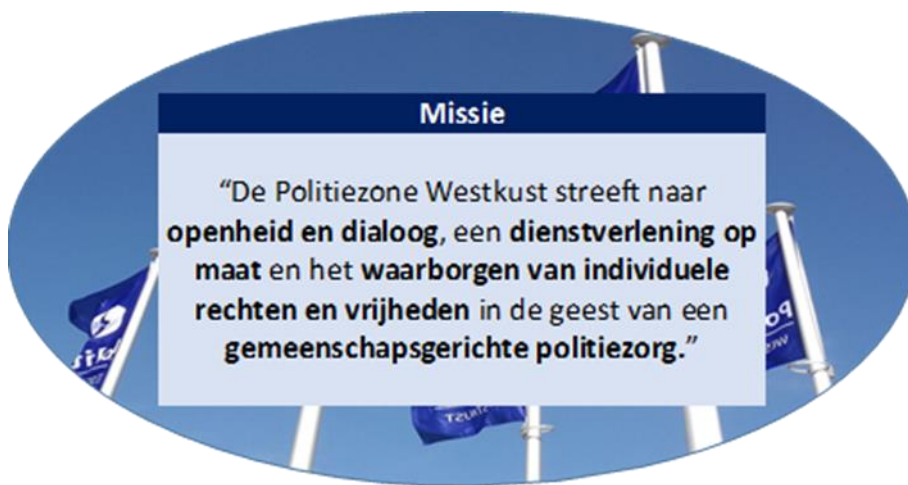 Missie
“De Politiezone Westkust streeft naar
openheid en dialoog, een dienstverlening op
maat en het waarborgen van individuele
rechten en vrijheden in de geest van een
gemeenschapsgerichte politiezorg.”